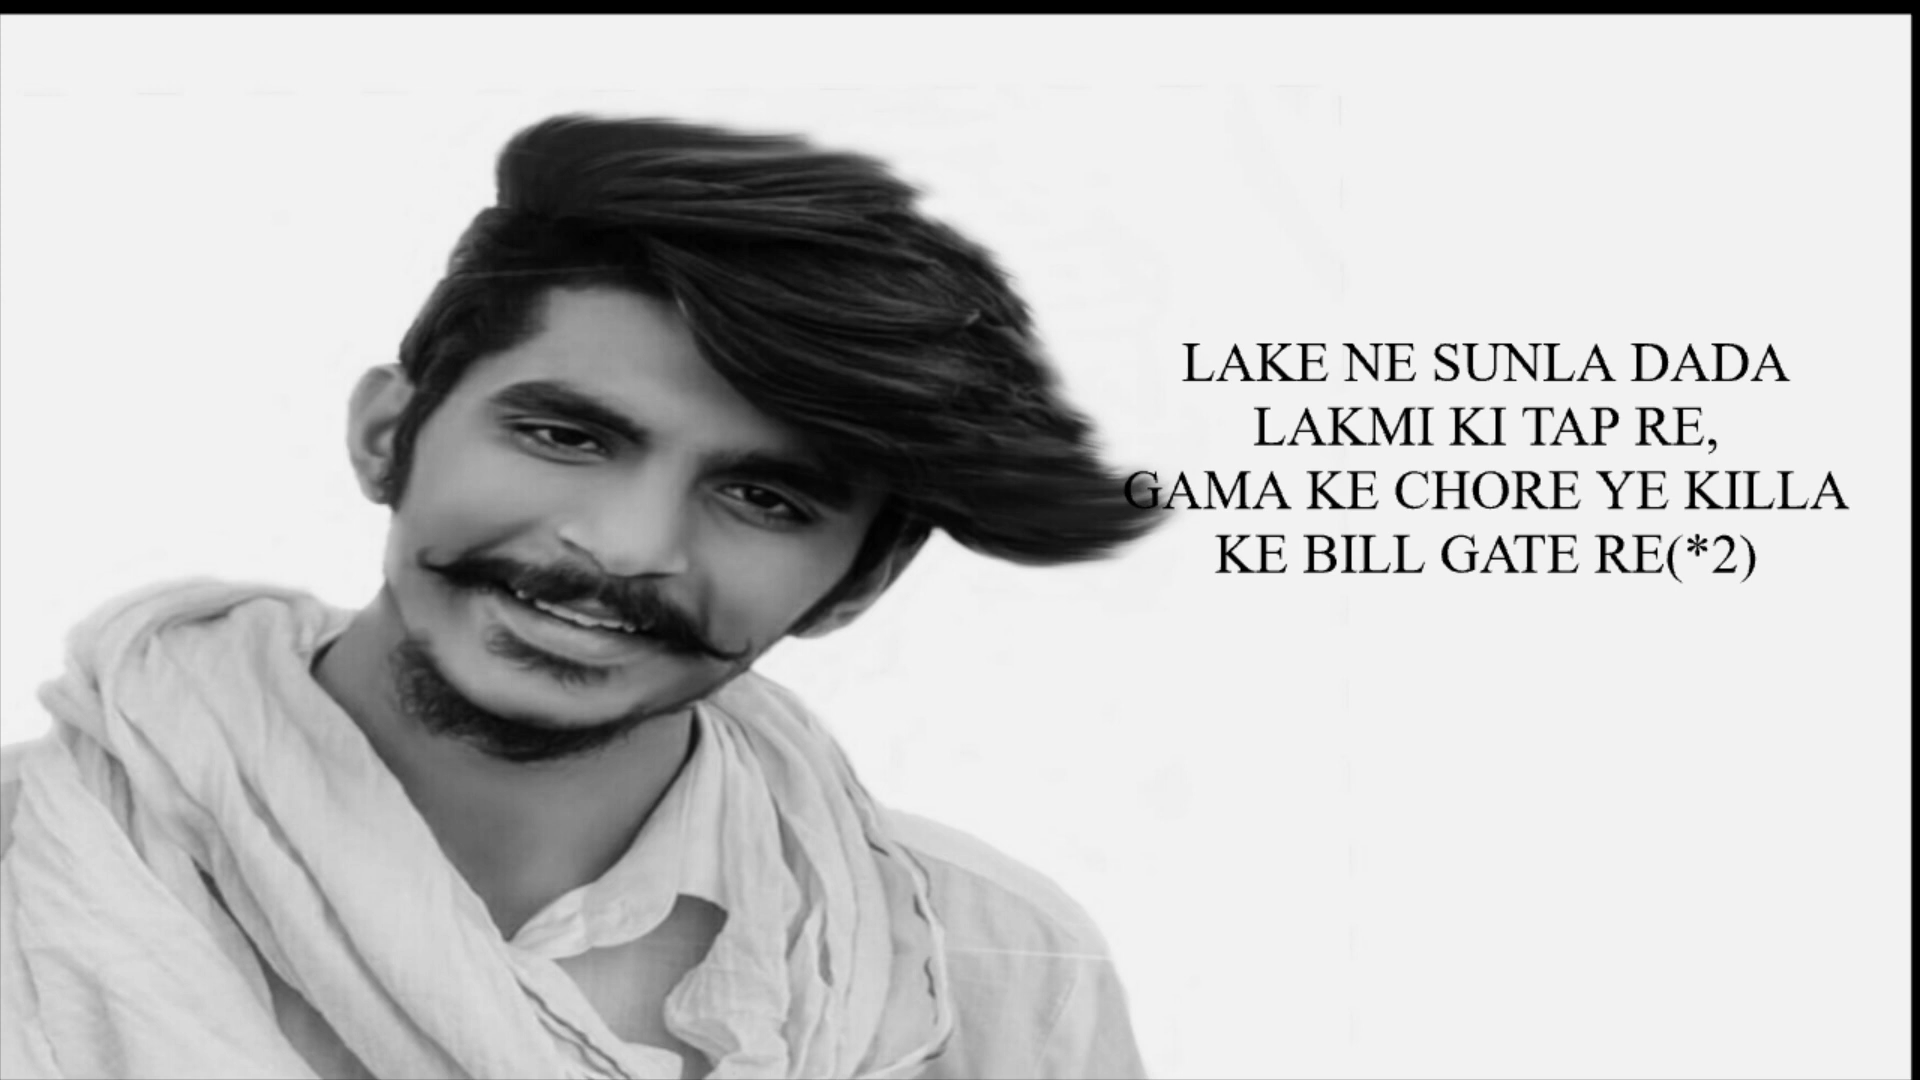 LAKE NE SUNLA DADA
LAKMI KI TAP RE,
GAMA KE CHORE YE KILLA
KE BILL GATE RE(*2)